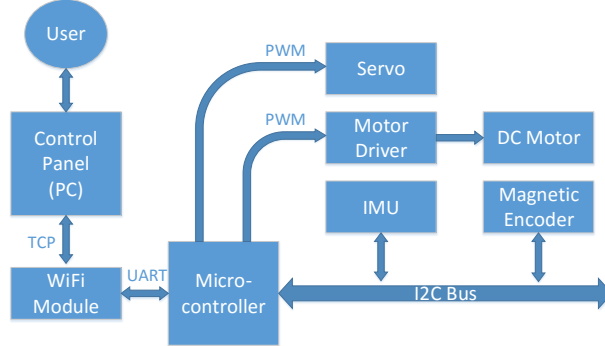 User
PWM
Servo
PWM
Control
Panel
(PC)
Motor
Driver
DC Motor
IMU
Magnetic
Encoder
TCP
WiFi
Module
UART
Micro-
controller
I2C Bus